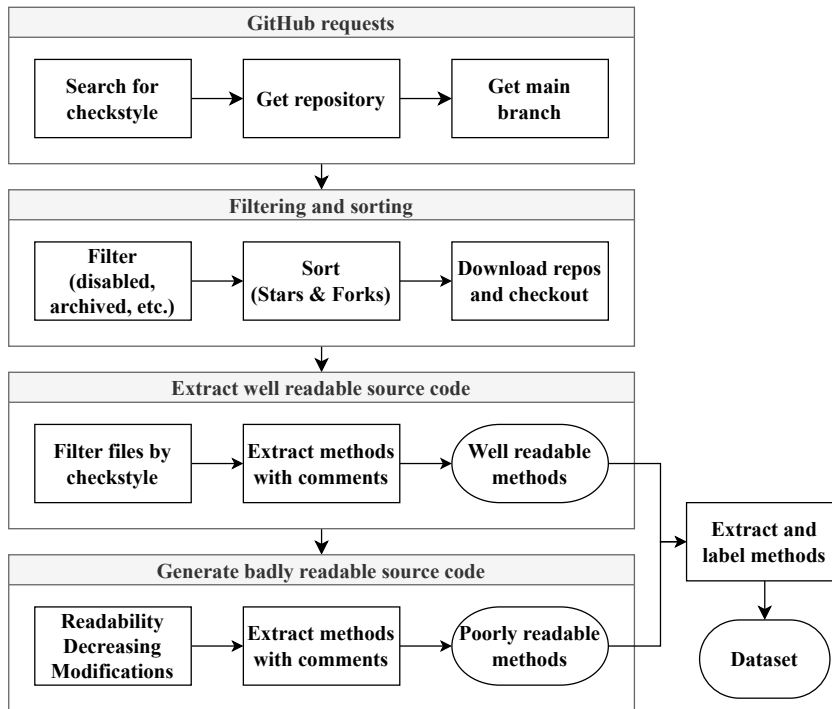 GitHub requests
Search for
checkstyle
Get repository
Get main
branch
Filtering and sorting
Filter
(disabled,
archived, etc.)
Sort
(Stars & Forks)
Download repos
and checkout
Extract well readable source code
Filter files by
checkstyle
Extract methods
with comments
Well readable
methods
Generate badly readable source code
Readability
Decreasing
Modifications
Extract methods
with comments
Poorly readable
methods
Extract and
label methods
Dataset